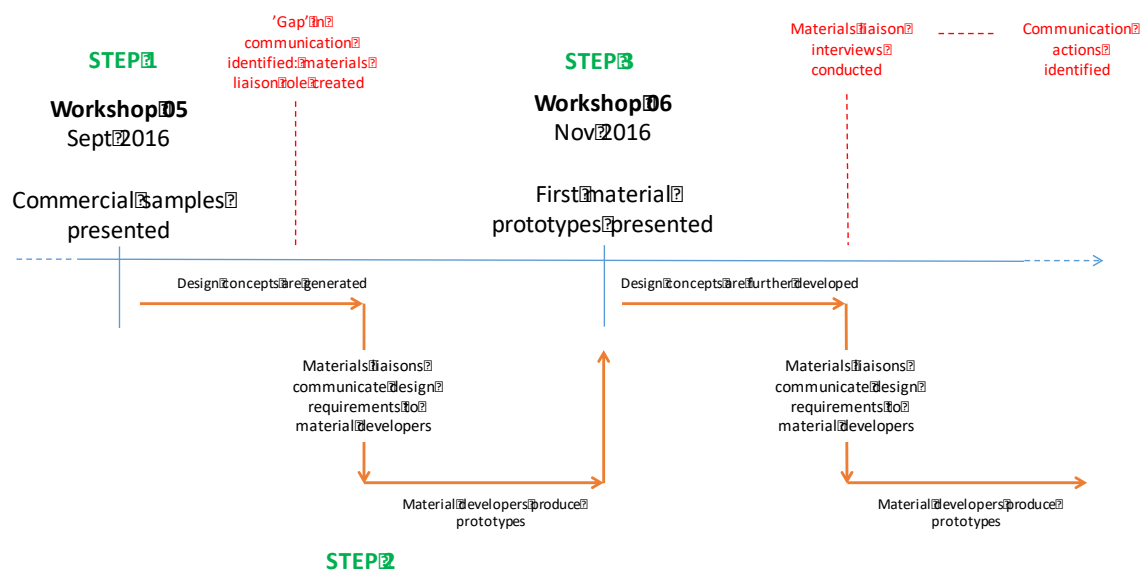 STEP 1
Workshop 05
Sept 2016
Commercial samples
presented
'Gap' in
communication
identified: materials
liaison role created
STEP 3
Workshop 06
Nov 2016
First material
prototypes presented
Materials liaison
interviews
conducted
Communication
actions
identified
Design concepts are generated
Materials liaisons
communicate design
requirements to
material developers
Material developers produce
prototypes
STEP 2
Design concepts are further developed
Materials liaisons
communicate design
requirements to
material developers
Material developers produce
prototypes